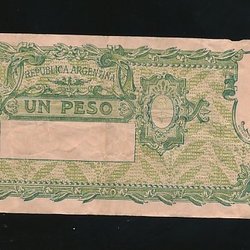 REPUBLICA ARGENTINA
UN PESO